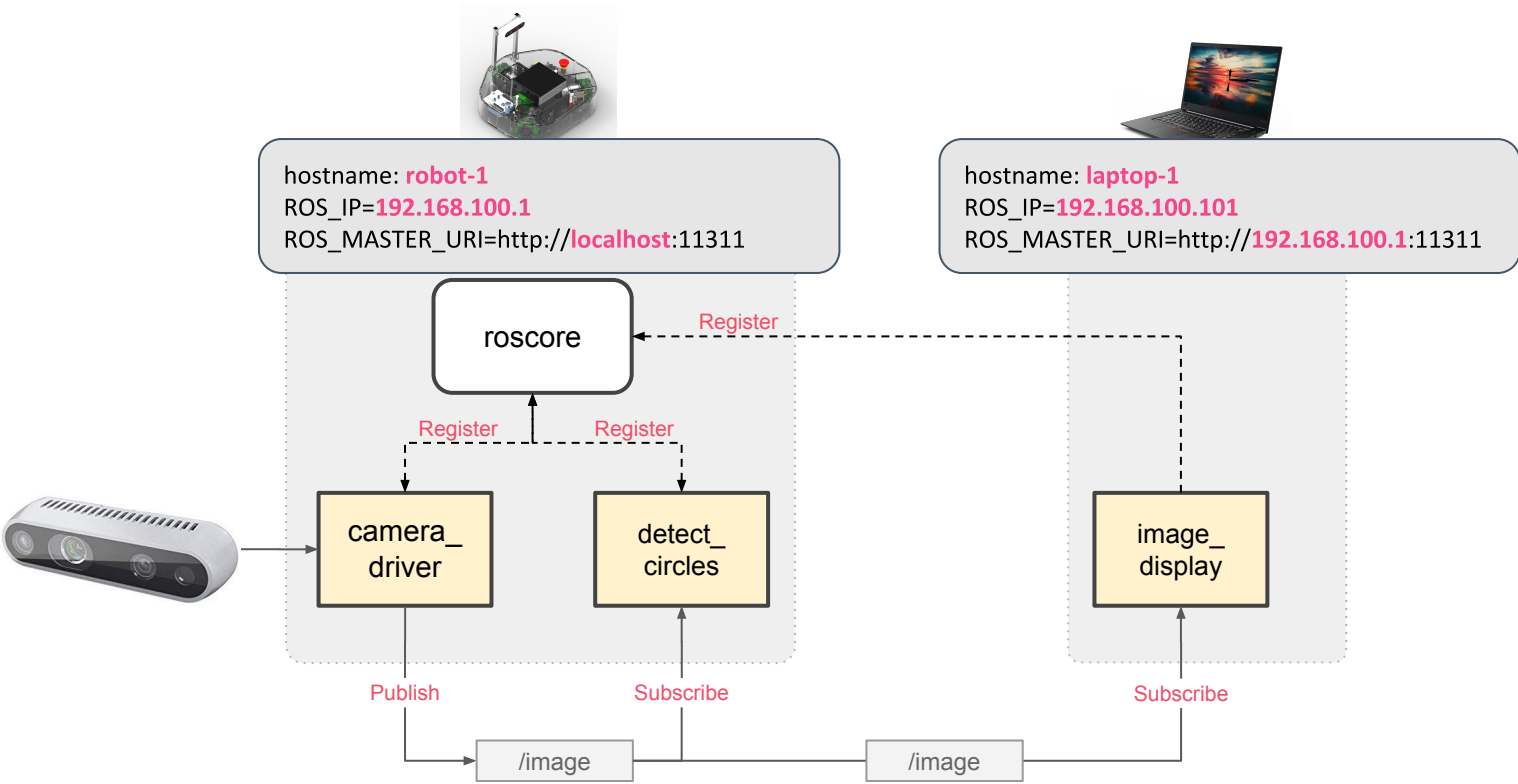 hostname: robot-1
ROS_IP=192.168.100.1
ROS_MASTER_URI=http://localhost:11311
hostname: laptop-1
ROS_IP=192.168.100.101
ROS_MASTER_URI=http://192.168.100.1:11311
roscore
Register
Register
Register
camera_
driver
detect_
circles
image_
display
Publish
Subscribe
Subscribe
/image
/image